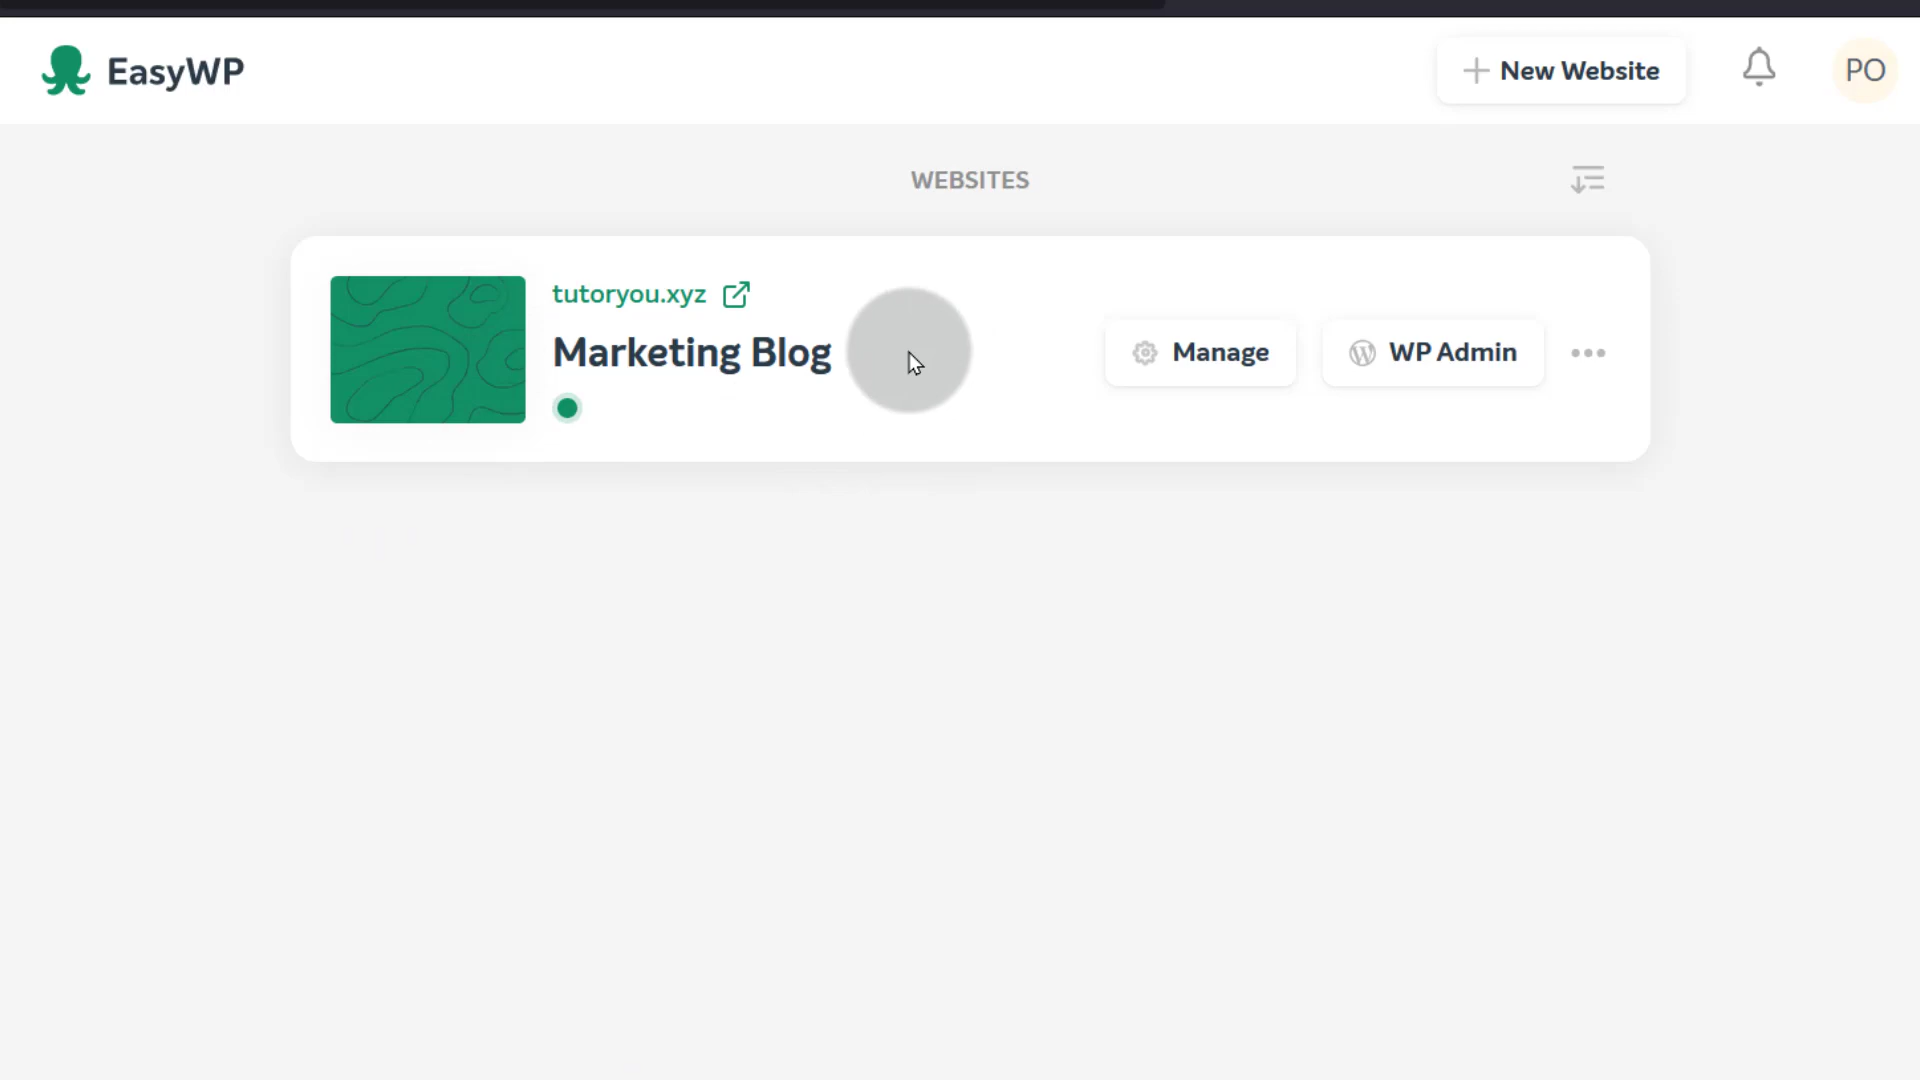 EasyWP
New Website
PO
WEBSITES
tutoryou.xyz
Marketing Blog
Manage
WP Admin